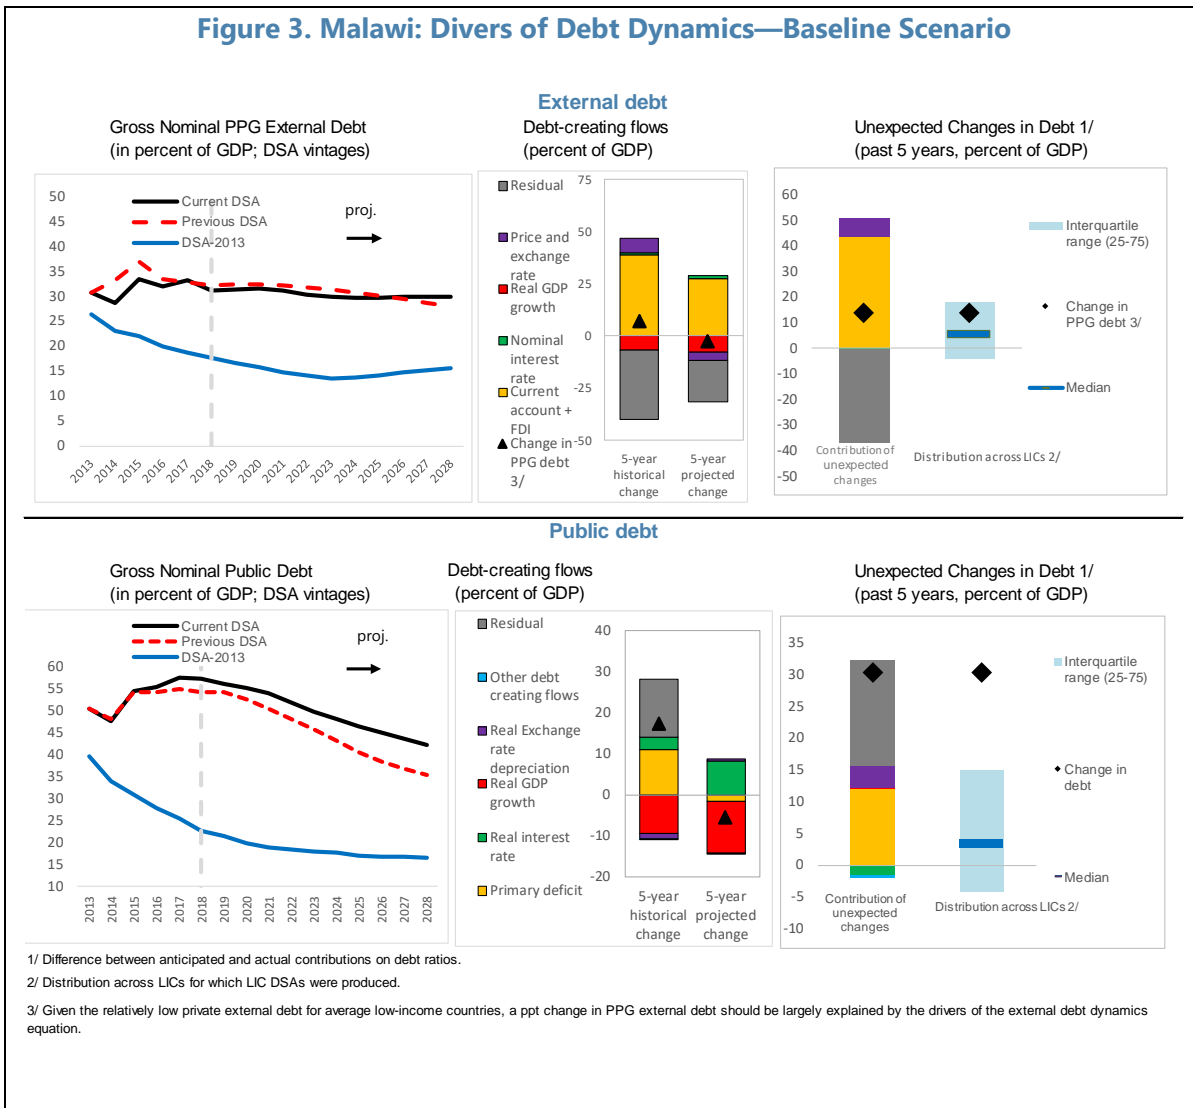 Figure 3. Malawi: Divers of Debt Dynamics—Baseline Scenario
External debt
Gross Nominal PPG External Debt
(in percent of GDP; DSA vintages)
50
45
40
35
30
25
20
15
10
5
0
Current DSA
Previous DSA
DSA-2013
proj.
2013
2014
2015
2016
2017
2018
2019
2020
2021
2022
2023
2024
2025
2026
2027
2028
Debt-creating flows
(percent of GDP)
Residual
Price and
exchange
rate
Real GDP
growth
Nominal
interest
rate
Current
account +
FDI
Change in
PPG debt
3/
75
50
25
0
-25
-50
5-year
historical
change
5-year
projected
change
Unexpected Changes in Debt 1/
(past 5 years, percent of GDP)
60
50
40
30
20
10
0
-10
-20
-30
-40
-50
Contribution of
unexpected
changes
Distribution across LICs 2/
Interquartile
range (25-75)
Change in
PPG debt 3/
Median
Public debt
Gross Nominal Public Debt
(in percent of GDP; DSA vintages)
Current DSA
Previous DSA
DSA-2013
proj.
60
55
50
45
40
35
30
25
20
15
10
2013
2014
2015
2016
2017
2018
2019
2020
2021
2022
2023
2024
2025
2026
2027
2028
Debt-creating flows
(percent of GDP)
Residual
Other debt
creating flows
Real Exchange
rate
depreciation
Real GDP
growth
Real interest
rate
Primary deficit
40
30
20
10
0
-10
-20
5-year
historical
change
5-year
projected
change
Unexpected Changes in Debt 1/
(past 5 years, percent of GDP)
35
30
25
20
15
10
5
0
-5
-10
Contribution of
unexpected
changes
Distribution across LICs 2/
Interquartile
range (25-75)
Change in
debt
Median
1/ Difference between anticipated and actual contributions on debt ratios.
2/ Distribution across LICs for which LIC DSAs were produced.
3/ Given the relatively low private external debt for average low-income countries, a ppt change in PPG external debt should be largely explained by the drivers of the external debt dynamics
equation.